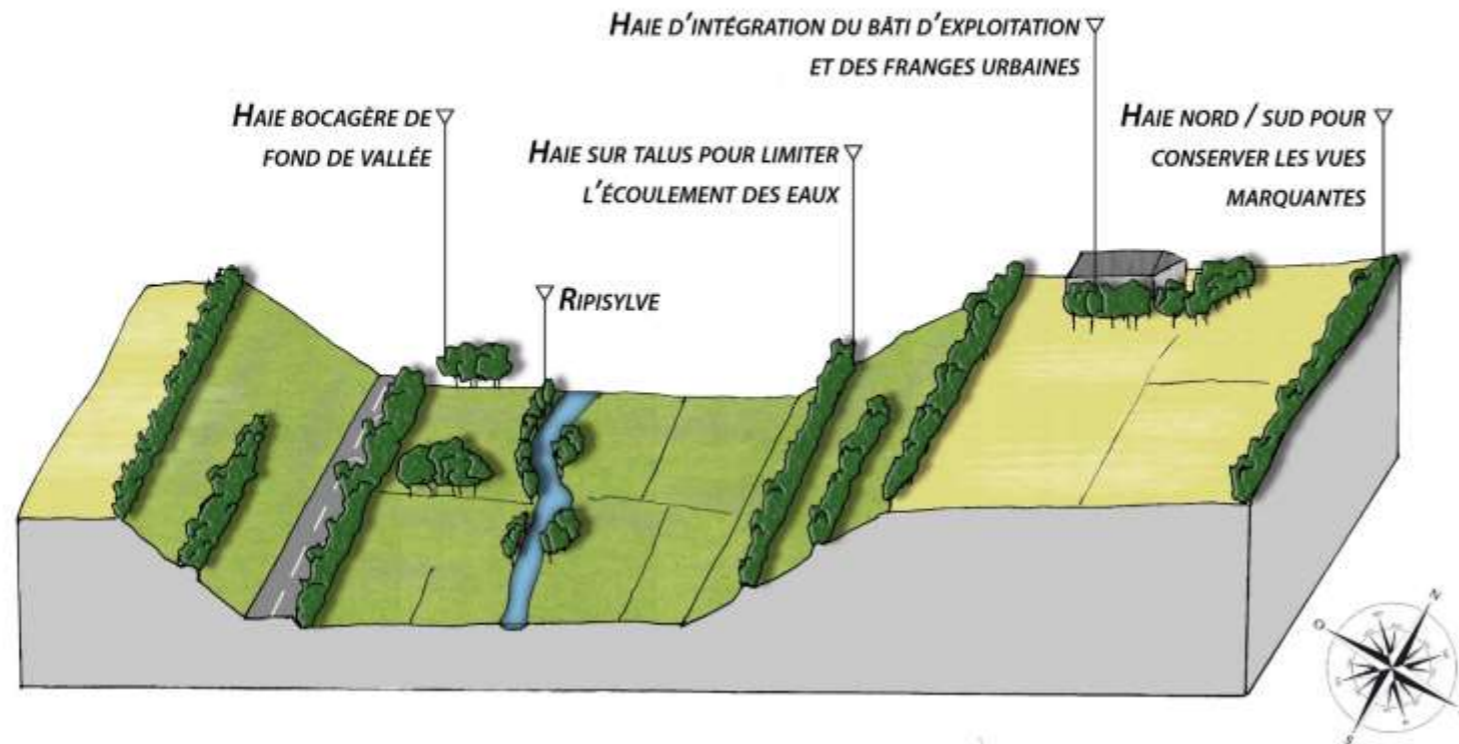 HAIE D'INTÉGRATION DU BÂTI D'EXPLOITATION
ET DES FRANGES URBAINES
HAIE BOCAGÈRE DE
FOND DE VALLÉE
HAIE SUR TALUS POUR LIMITER
L'ÉCOULEMENT DES EAUX
HAIE NORD / SUD POUR
CONSERVER LES VUES
MARQUANTES
RIPISYLVE
N
O
S